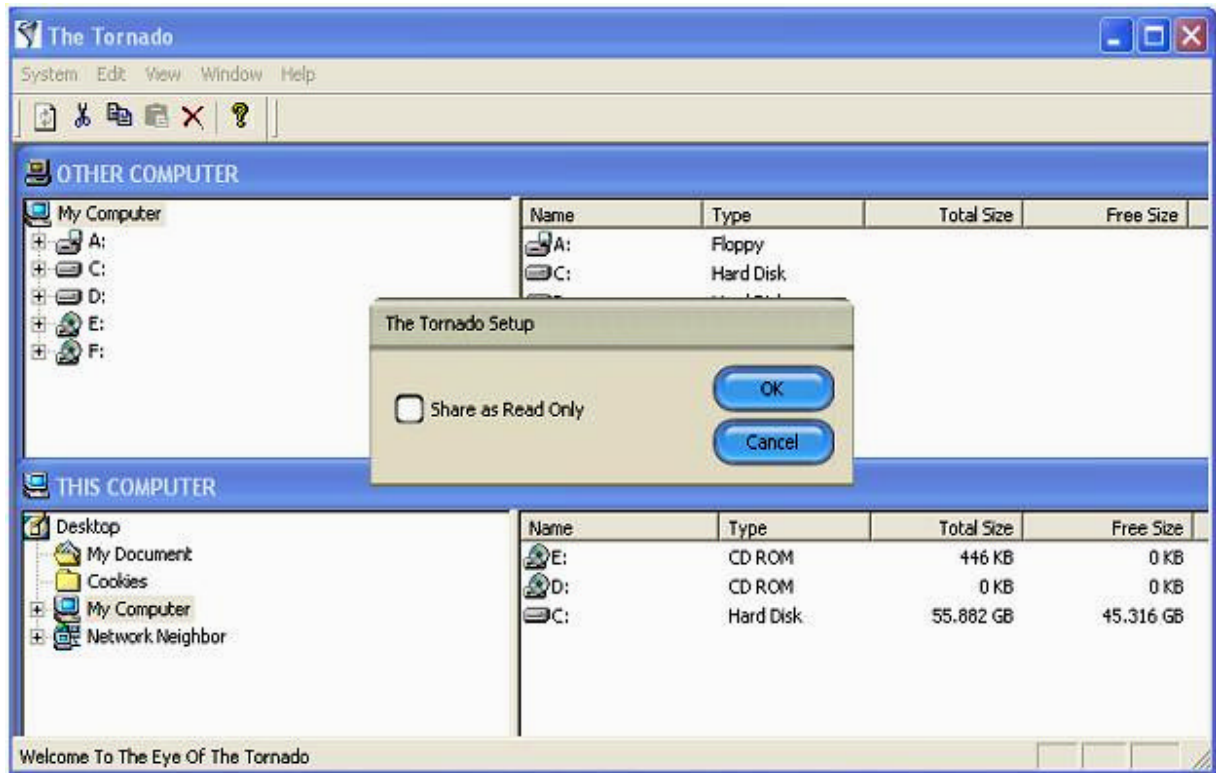 The Tornado
System Edit View Window Help
OTHER COMPUTER
My Computer
A:
C:
D:
E:
F:
Name Type Total Size Free Size
A: Floppy
C: Hard Disk
The Tornado Setup
Share as Read Only
OK
Cancel
THIS COMPUTER
Desktop
My Document
Cookies
My Computer
Network Neighbor
Name Type Total Size Free Size
E: CD ROM 446 KB 0 KB
D: CD ROM 0 KB 0 KB
C: Hard Disk 55.882 GB 45.316 GB
Welcome To The Eye Of The Tornado